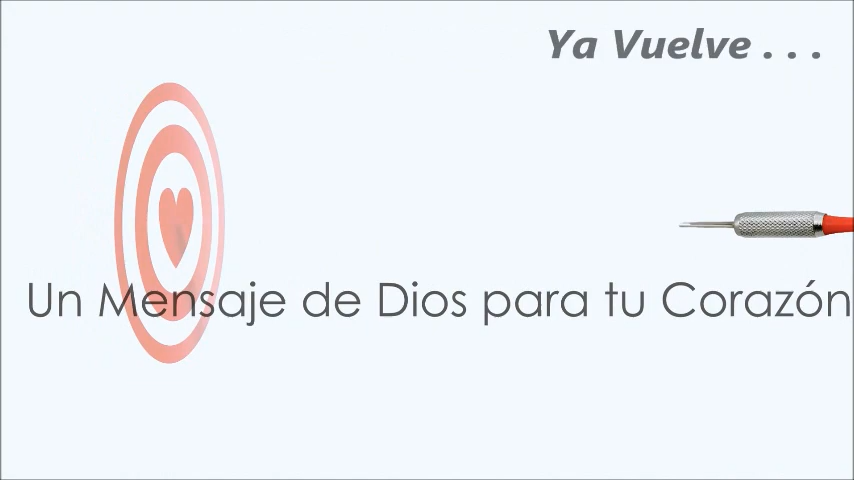 Ya Vuelve . . .
Un Mensaje de Dios para tu Corazón